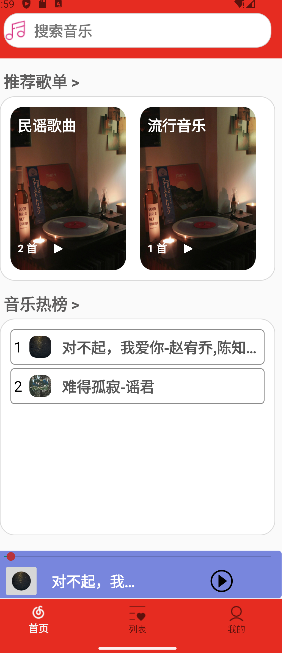 :59
搜索音乐
推荐歌单 >
民谣歌曲
流行音乐
2 首
1 首
音乐热榜 >
1 对不起，我爱你-赵宥乔,陈知...
2 难得孤寂-谣君
对不起，我...
首页
列表
我的